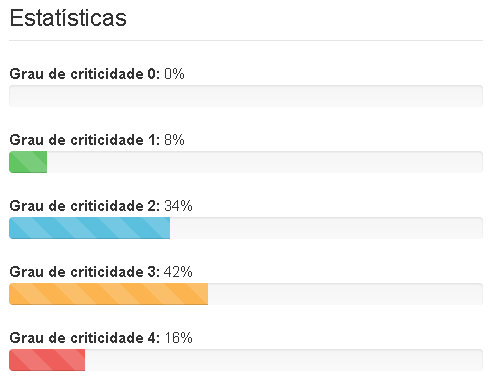 Estatísticas
Grau de criticidade 0: 0%
Grau de criticidade 1: 8%
Grau de criticidade 2: 34%
Grau de criticidade 3: 42%
Grau de criticidade 4: 16%